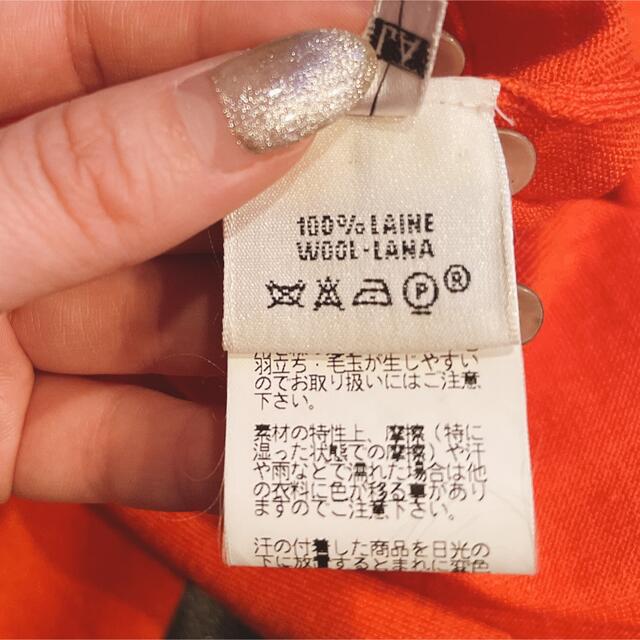 100% LAINE
WOOL-LANA
P
®
羽立ち・毛玉が生じやすい
のでお取り扱いにはご注意
下さい。
素材の特性上、摩擦（特に
湿った状態での摩擦）や汗
や雨などで濡れた場合は他
の衣料に色が移る事があり
ますのでご注意下さい。
汗の付着した商品を日光の
下に放置するとまれに変色